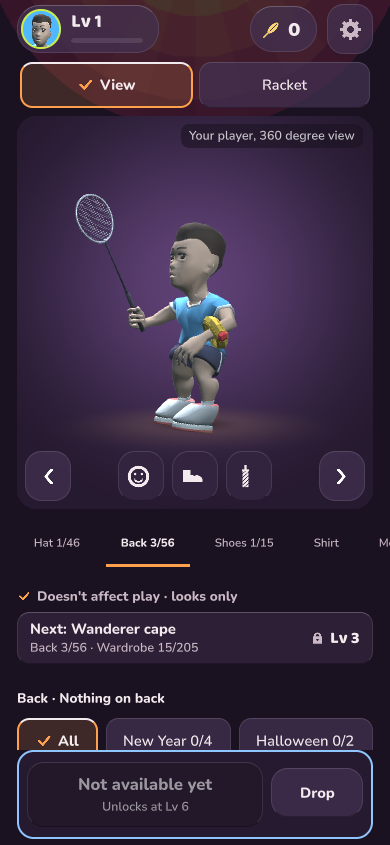 Lv 1
0
View
Racket
Your player, 360 degree view
Hat 1/46
Back 3/56
Shoes 1/15
Shirt
Doesn't affect play · looks only
Next: Wanderer cape
Back 3/56 · Wardrobe 15/205
Lv 3
Back · Nothing on back
All
New Year 0/4
Halloween 0/2
Not available yet
Unlocks at Lv 6
Drop